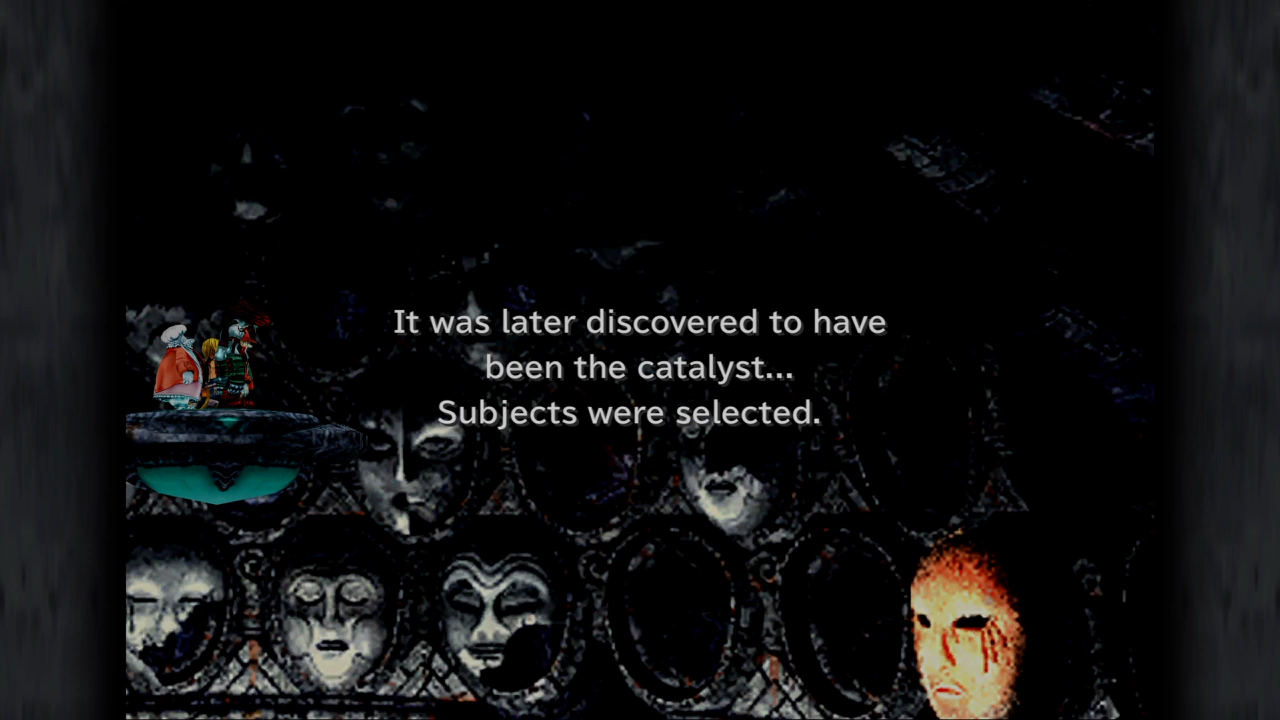 It was later discovered to have
been the catalyst...
Subjects were selected.